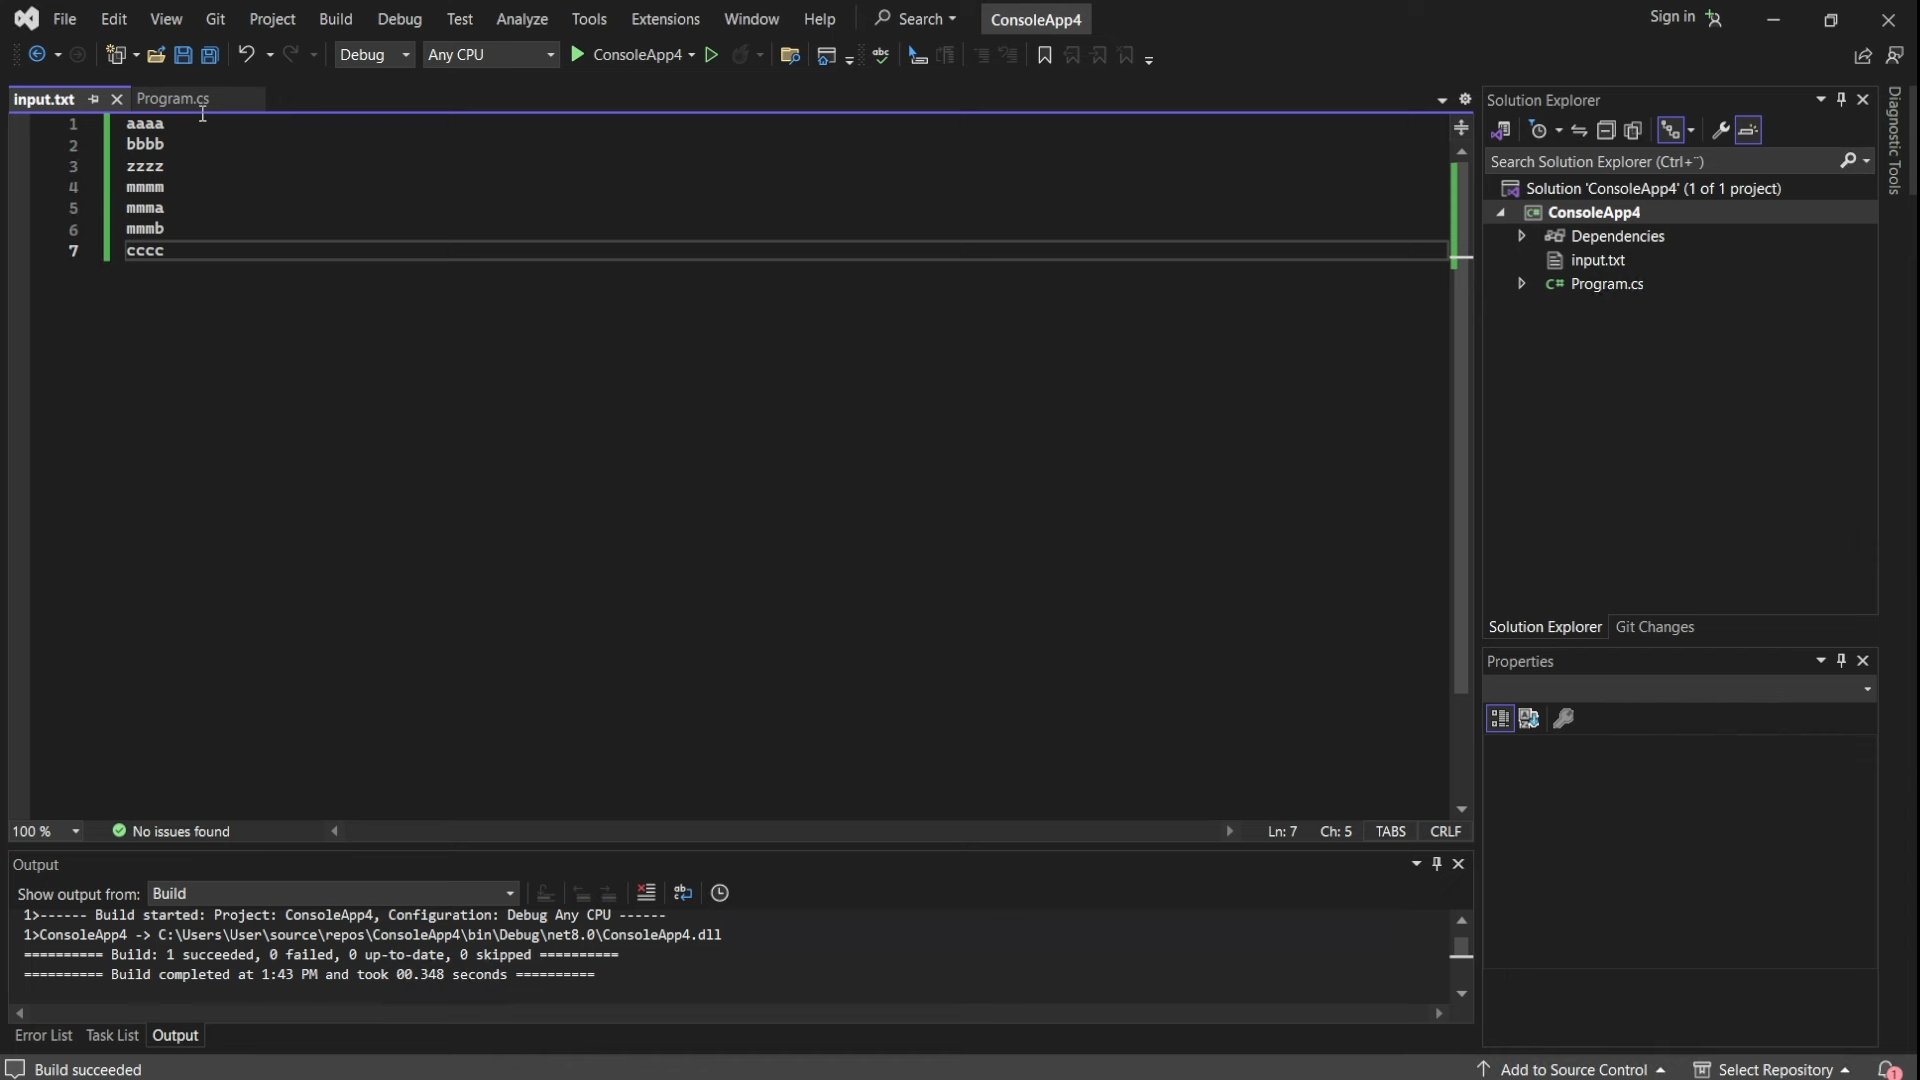 File Edit View Git Project Build Debug Test Analyze Tools Extensions Window Help Search ConsoleApp4 Sign in
Debug Any CPU ConsoleApp4
input.txt Program.cs
1 aaaa
2 bbbb
3 zzzz
4 mmmm
5 mmma
6 mmmb
7 cccc
100 % No issues found Ln: 7 Ch: 5 TABS CRLF
Output
Show output from: Build
1>------ Build started: Project: ConsoleApp4, Configuration: Debug Any CPU ------
1>ConsoleApp4 -> C:\Users\User\source\repos\ConsoleApp4\bin\Debug\net8.0\ConsoleApp4.dll
========== Build: 1 succeeded, 0 failed, 0 up-to-date, 0 skipped ==========
========== Build completed at 1:43 PM and took 00.348 seconds ==========
Error List Task List Output
Build succeeded
Solution Explorer
Search Solution Explorer (Ctrl+¨)
Solution 'ConsoleApp4' (1 of 1 project)
ConsoleApp4
Dependencies
input.txt
C# Program.cs
Solution Explorer Git Changes
Properties
Add to Source Control Select Repository 1
Diagnostic Tools